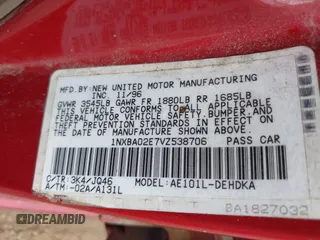 MFD.BY:NEW UNITED MOTOR MANUFACTURING
INC. 11/96
GVWR 3545LB GAWR FR 1880LB RR 1685LB
THIS VEHICLE CONFORMS TO ALL APPLICABLE
FEDERAL MOTOR VEHICLE SAFETY, BUMPER, AND
THEFT PREVENTION STANDARDS IN EFFECT ON
THE DATE OF MANUFACTURE SHOWN ABOVE.
1NXBA02E7VZ538706 PASS CAR
C/TR:3K4/JQ46 MODEL:AE101L-DEHDKA
A/TM:-02A/A131L
BA1827032
DREAMBID